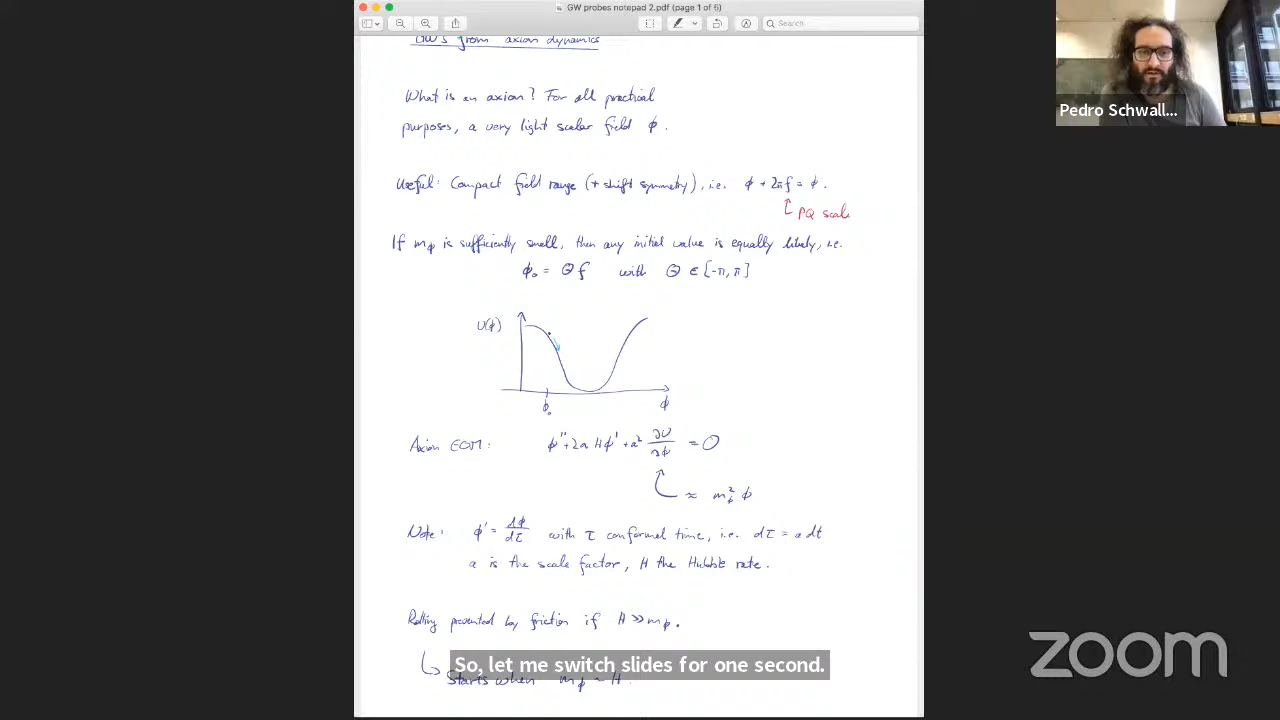 GW probes notepad 2.pdf (page 1 of 6)
Search
GW's from axion dynamics
What is an axion? For all practical
purposes, a very light scalar field ϕ.
Useful: Compact field range (+ shift symmetry), i.e. ϕ + 2πf = ϕ.
PQ scale
If mϕ is sufficiently small, then any initial value is equally likely, i.e.
ϕ₀ = Θ f with Θ ∈ [-π, π]
U(ϕ)
ϕ₀ ϕ
Axion EOM: ϕ'' + 2aHϕ' + a² ∂U/∂ϕ = 0
≈ mϕ² ϕ
Note: ϕ' = dϕ/dτ with τ conformal time, i.e. dτ = a dt
a is the scale factor, H the Hubble rate.
Rolling prevented by friction if H >> mϕ.
So, let me switch slides for one second.
Starts when mϕ ~ H.
Pedro Schwall...
zoom